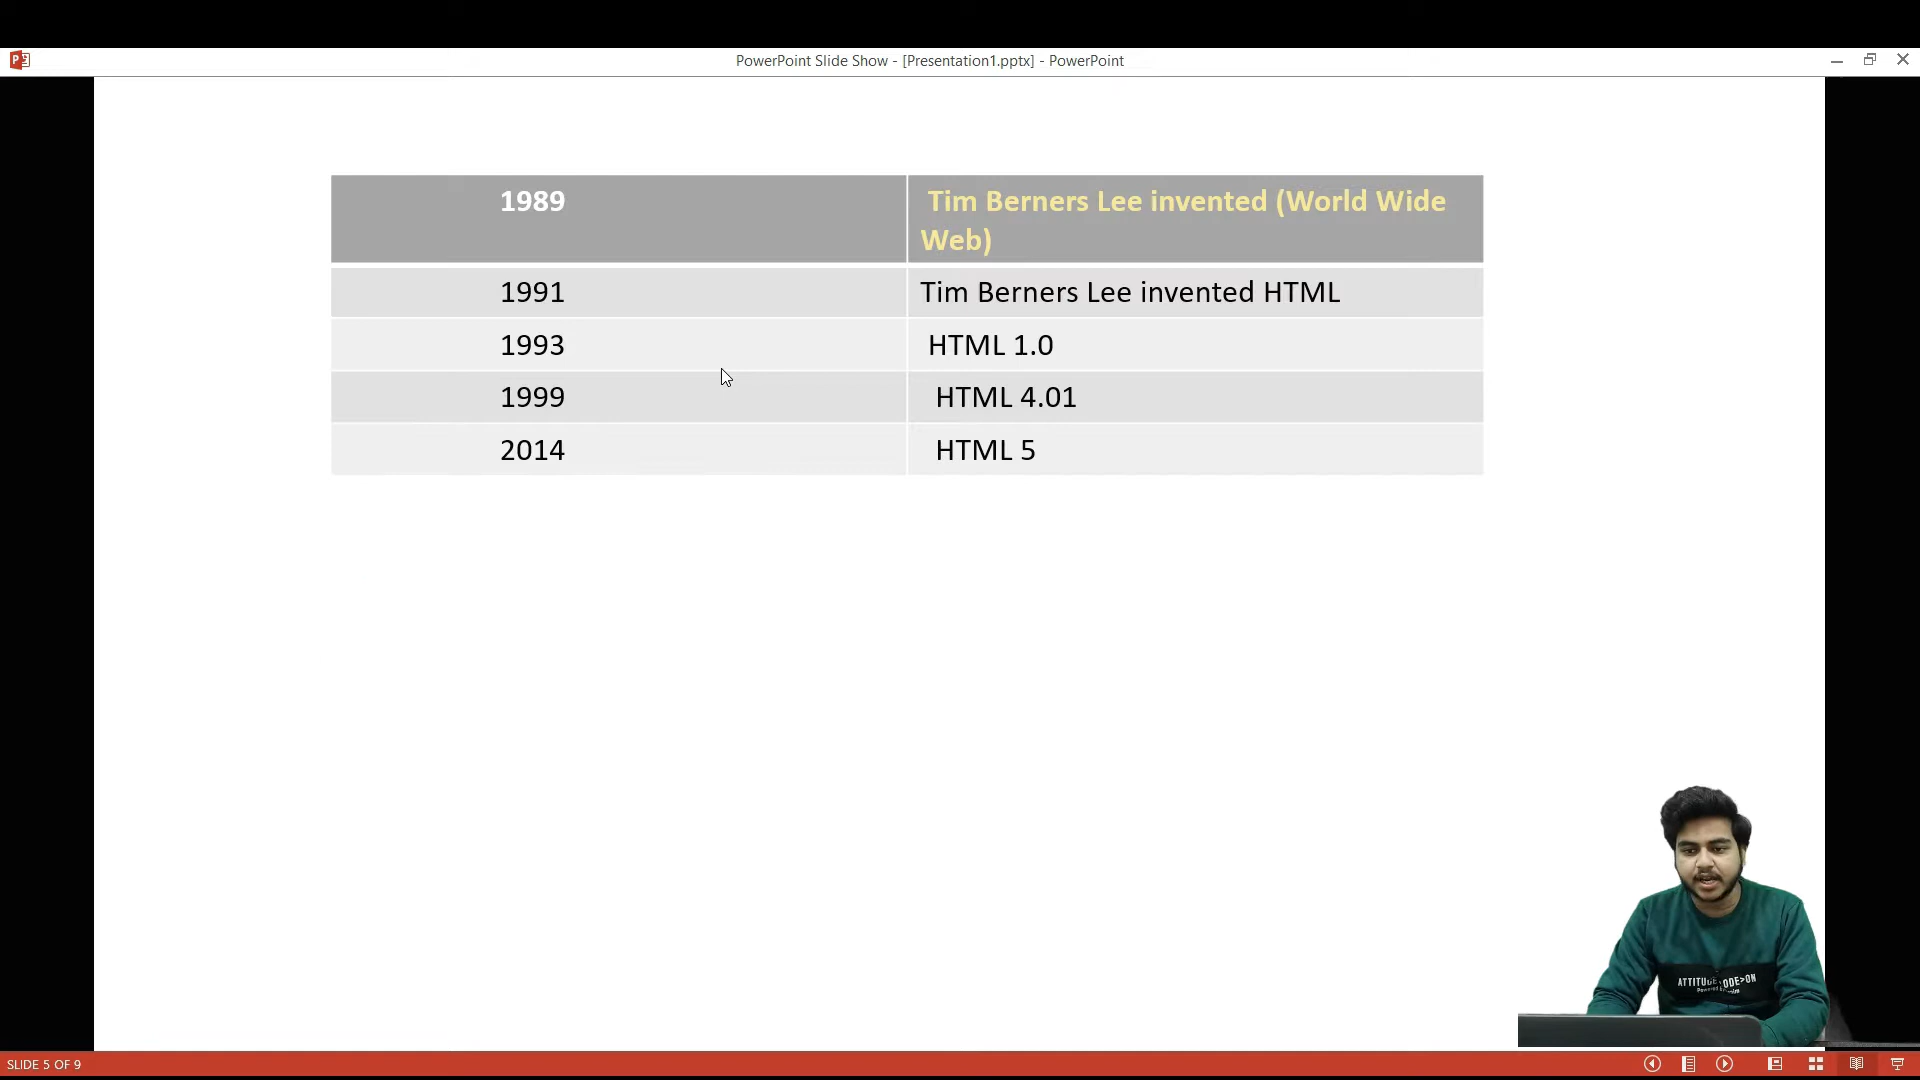 PowerPoint Slide Show - [Presentation1.pptx] - PowerPoint
1989
Tim Berners Lee invented (World Wide
Web)
1991
Tim Berners Lee invented HTML
1993
HTML 1.0
1999
HTML 4.01
2014
HTML 5
SLIDE 5 OF 9